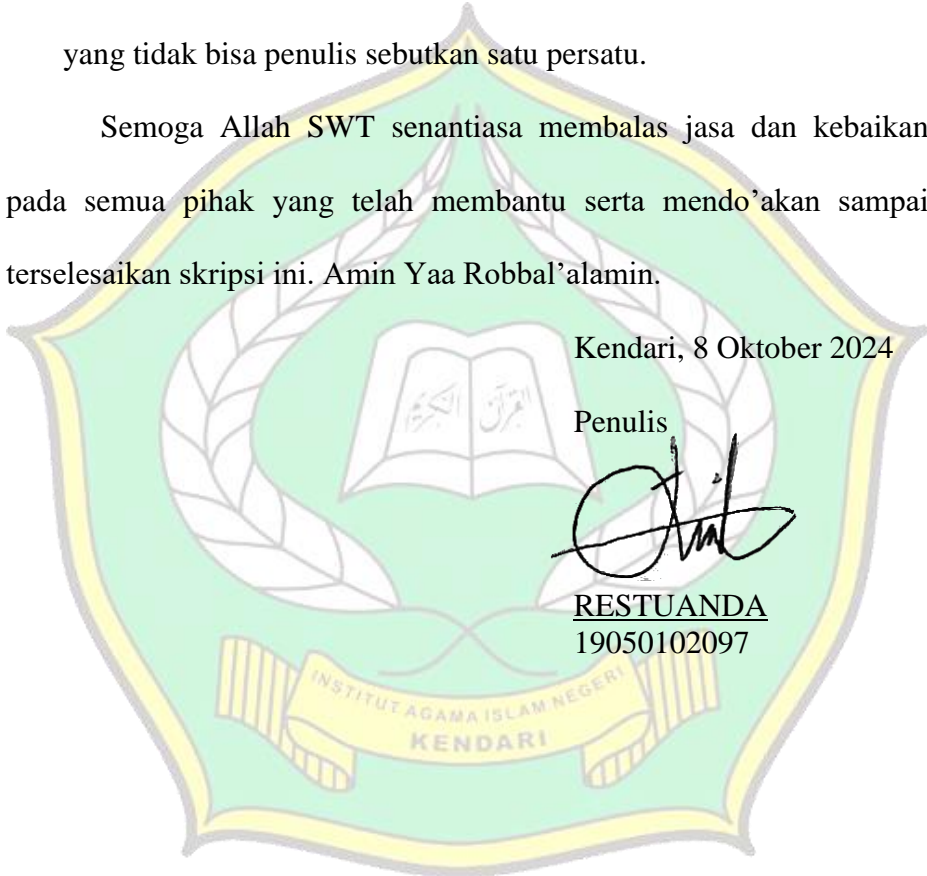 yang tidak bisa penulis sebutkan satu persatu.
Semoga Allah SWT senantiasa membalas jasa dan kebaikan
pada semua pihak yang telah membantu serta mendo’akan sampai
terselesaikan skripsi ini. Amin Yaa Robbal’alamin.
Kendari, 8 Oktober 2024
Penulis
القرآن الكريم
RESTUANDA
19050102097
INSTITUT AGAMA ISLAM NEGERI
KENDARI